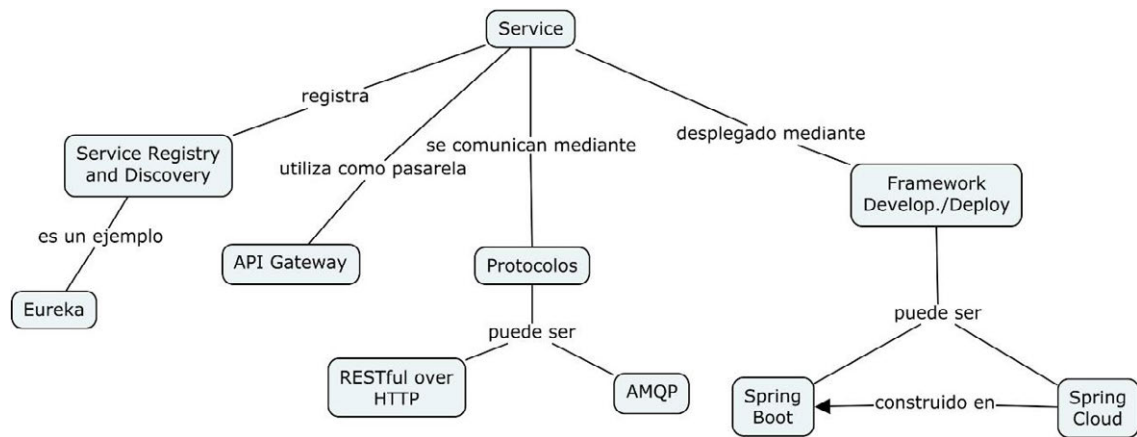 Service
registra
desplegado mediante
se comunican mediante
Service Registry
and Discovery
utiliza como pasarela
Framework
Develop./Deploy
es un ejemplo
API Gateway
Protocolos
Eureka
puede ser
puede ser
RESTful over
HTTP
AMQP
Spring
Boot
construido en
Spring
Cloud